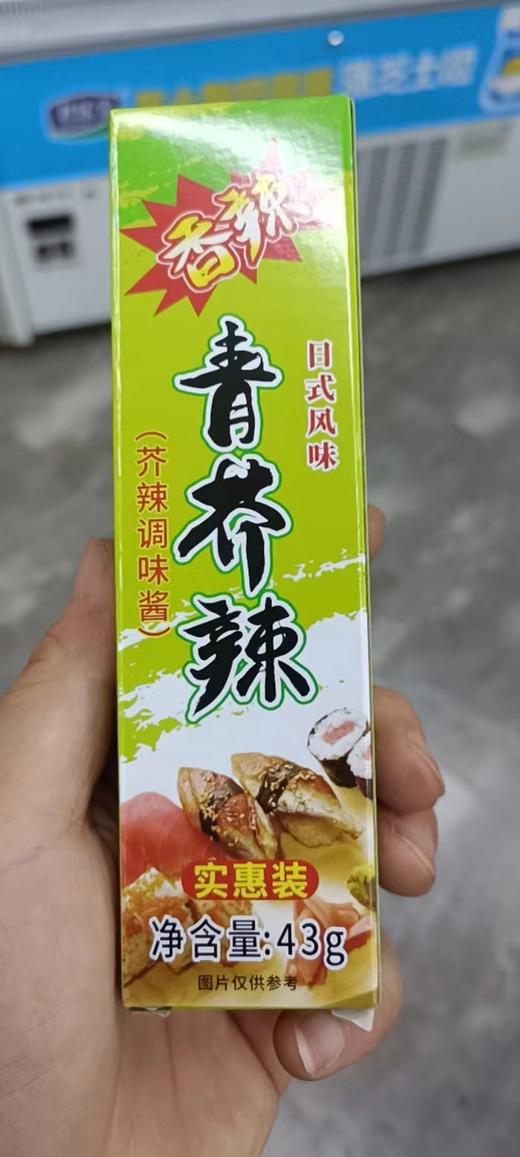 香辣
日式风味
青芥辣
（芥辣调味酱）
实惠装
净含量:43g
图片仅供参考